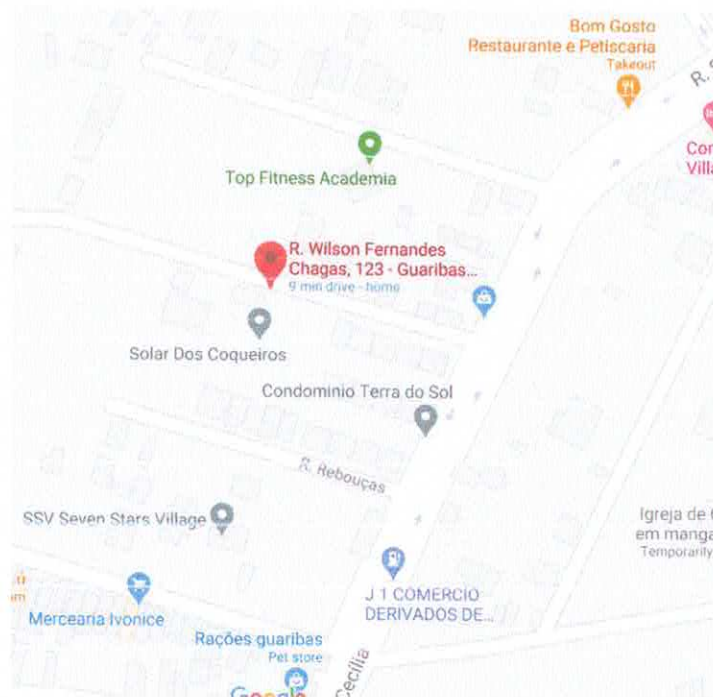 Bom Gosto
Restaurante e Petiscaria
Takeout
R.
Top Fitness Academia
R. Wilson Fernandes
Chagas, 123 - Guaribas...
9 min drive - home
Solar Dos Coqueiros
Condominio Terra do Sol
R. Rebouças
SSV Seven Stars Village
Igreja de
em manga
Temporarily
J 1 COMERCIO
DERIVADOS DE...
Mercearia Ivonice
Rações guaribas
Pet store
Google
Cecília